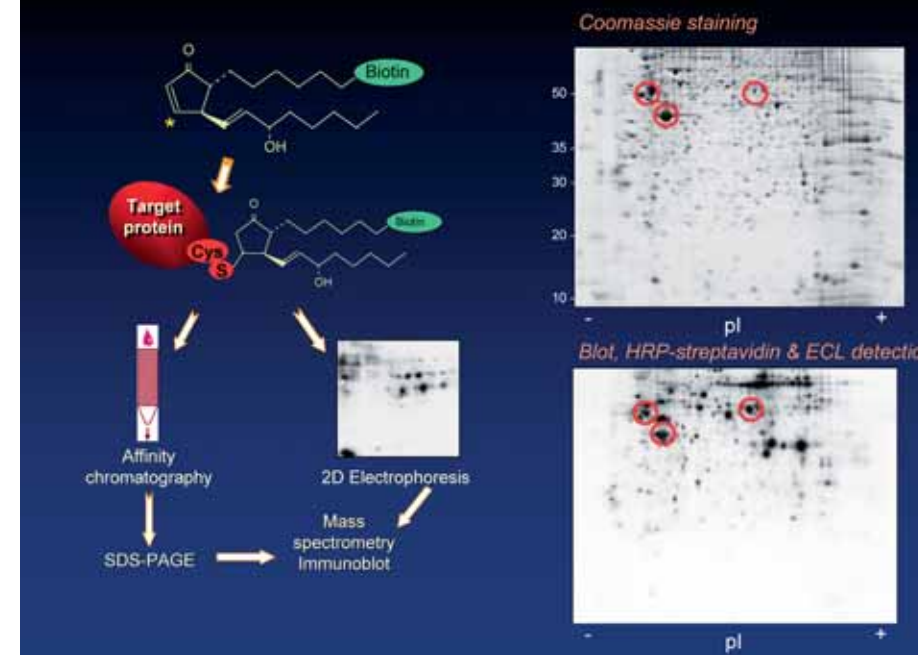 O
Biotin
*
OH
Target
protein
Cys
S
O
Biotin
OH
Affinity
chromatography
2D Electrophoresis
SDS-PAGE
Mass
spectrometry
Immunoblot
Coomassie staining
50
35
30
20
10
- pI +
Blot, HRP-streptavidin & ECL detectio
- pI +